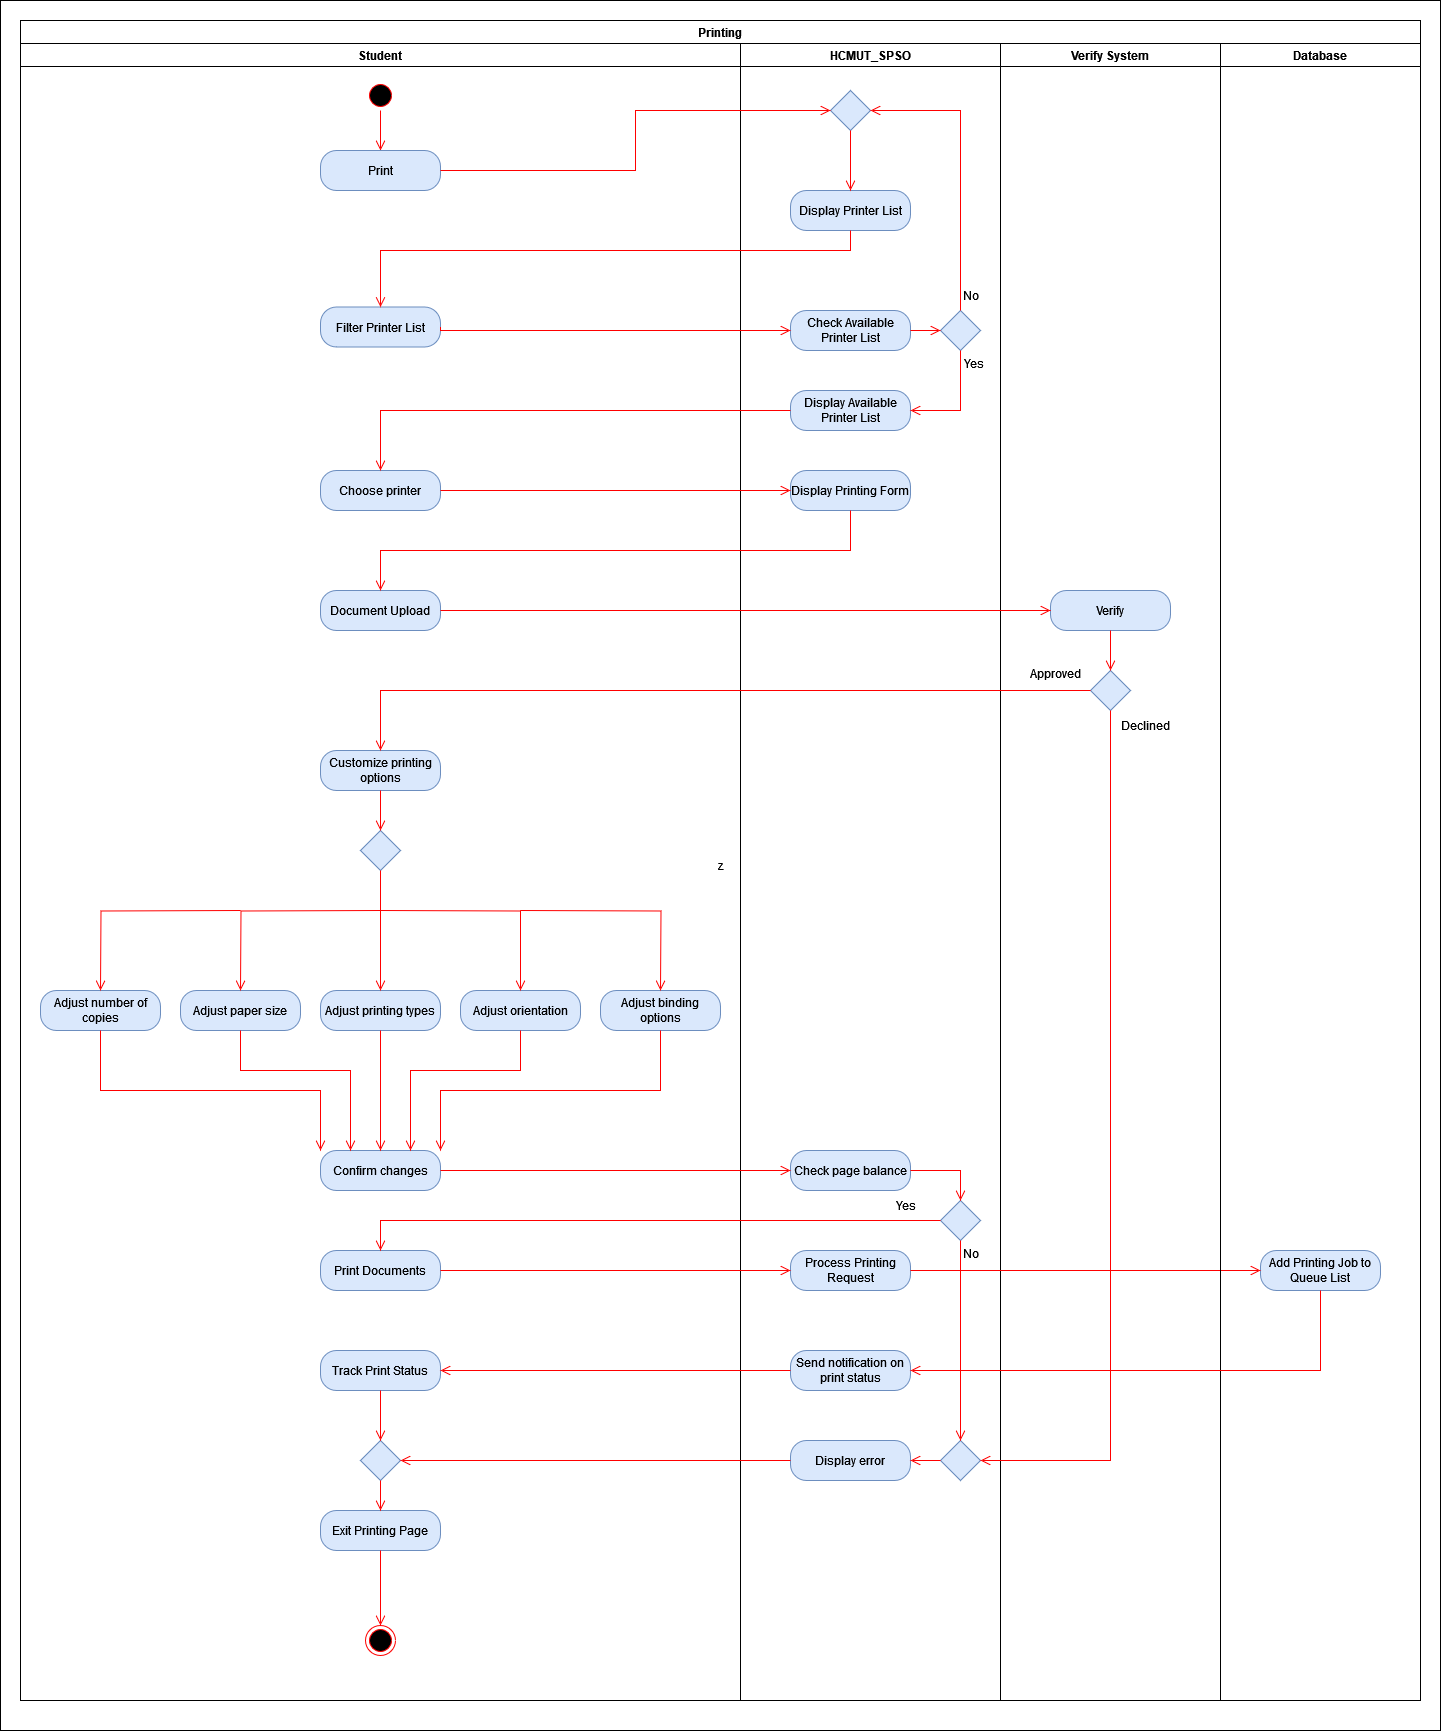 Printing
Student
HCMUT_SPSO
Verify System
Database
Print
Display Printer List
No
Filter Printer List
Check Available
Printer List
Yes
Display Available
Printer List
Choose printer
Display Printing Form
Document Upload
Verify
Approved
Declined
Customize printing
options
z
Adjust number of
copies
Adjust paper size
Adjust printing types
Adjust orientation
Adjust binding
options
Confirm changes
Check page balance
Yes
No
Print Documents
Process Printing
Request
Add Printing Job to
Queue List
Track Print Status
Send notification on
print status
Display error
Exit Printing Page